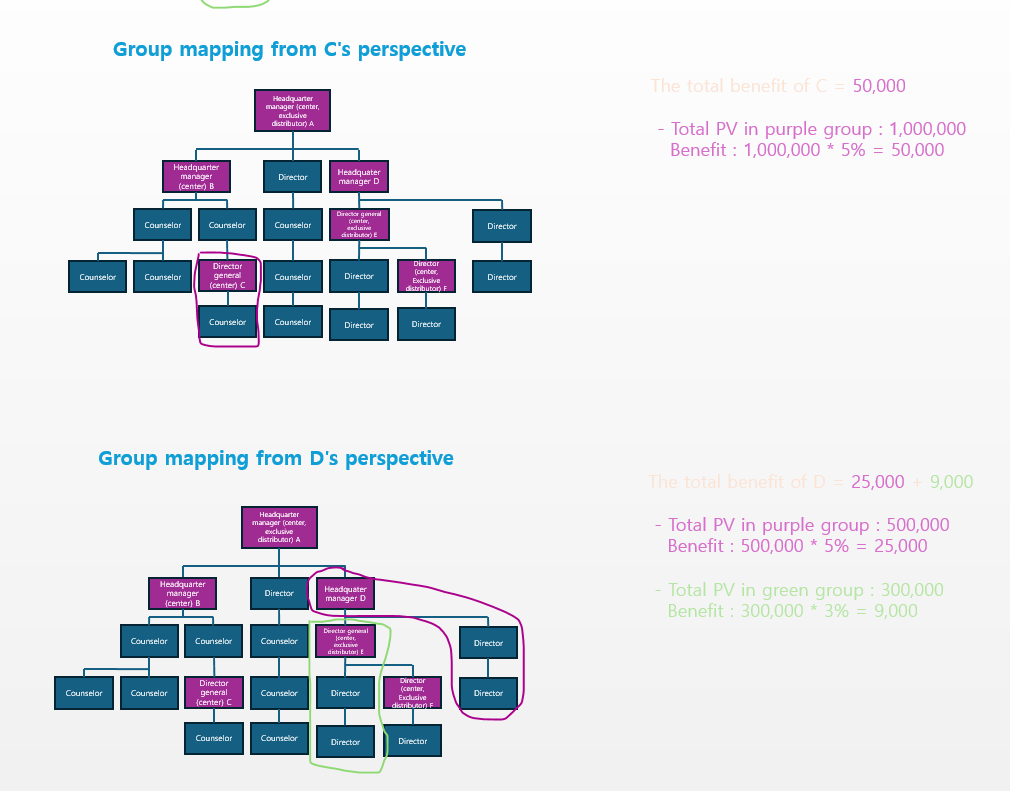 Group mapping from C's perspective
The total benefit of C = 50,000
- Total PV in purple group : 1,000,000
Benefit : 1,000,000 * 5% = 50,000
Headquarter
manager (center,
exclusive
distributor) A
Headquarter
manager
(center) B
Director
Headquater
manager D
Counselor
Counselor
Counselor
Director general
(center,
exclusive
distributor) E
Director
Counselor
Counselor
Director
general
(center) C
Counselor
Director
Director
(center,
Exclusive
distributor) F
Director
Counselor
Counselor
Director
Director
Group mapping from D's perspective
The total benefit of D = 25,000 + 9,000
- Total PV in purple group : 500,000
Benefit : 500,000 * 5% = 25,000
- Total PV in green group : 300,000
Benefit : 300,000 * 3% = 9,000
Headquarter
manager (center,
exclusive
distributor) A
Headquarter
manager
(center) B
Director
Headquater
manager D
Counselor
Counselor
Counselor
Director general
(center,
exclusive
distributor) E
Director
Counselor
Counselor
Director
general
(center) C
Counselor
Director
Director
(center,
Exclusive
distributor) F
Director
Counselor
Counselor
Director
Director